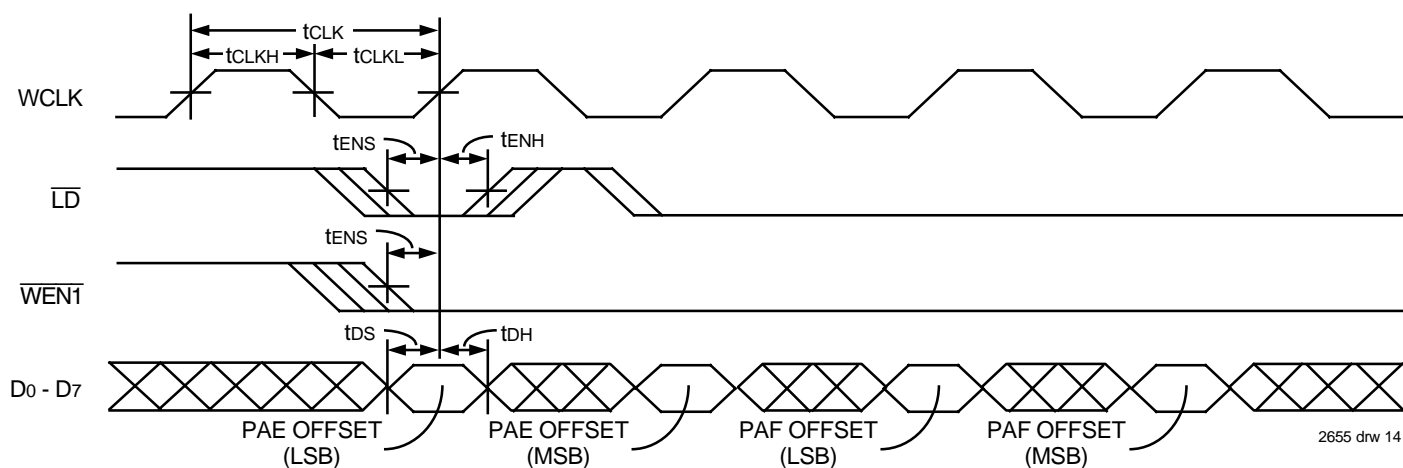 tCLK
tCLKH tCLKL
WCLK
tENS tENH
LD
tENS
WEN1
tDS tDH
D0 - D7
PAE OFFSET (LSB)
PAE OFFSET (MSB)
PAF OFFSET (LSB)
PAF OFFSET (MSB)
2655 drw 14